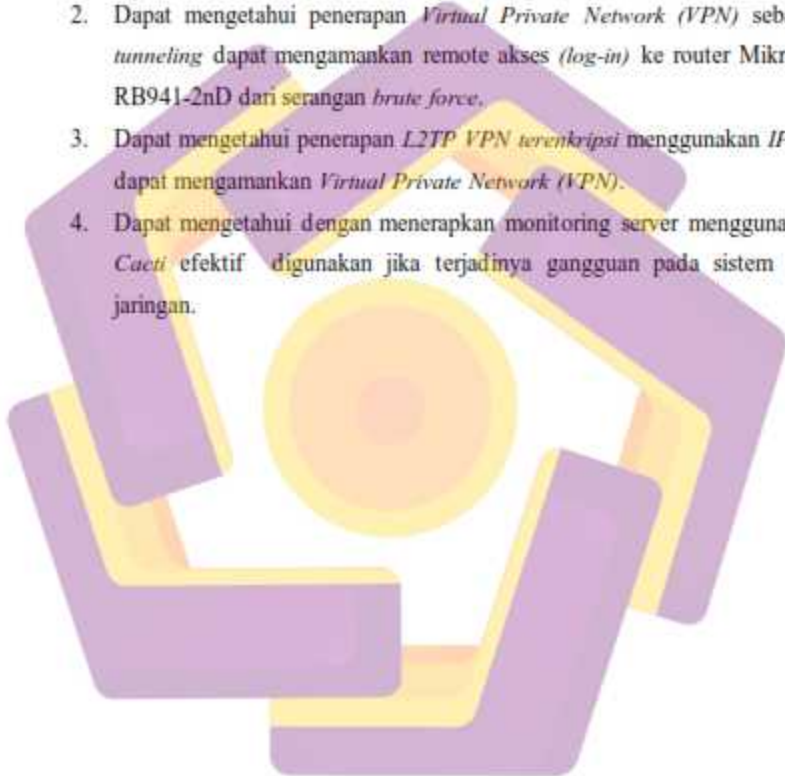 2. Dapat mengetahui penerapan Virtual Private Network (VPN) seb
tunneling dapat mengamankan remote akses (log-in) ke router Mikr
RB941-2nD dari serangan brute force.
3. Dapat mengetahui penerapan L2TP VPN terenkripsi menggunakan IP
dapat mengamankan Virtual Private Network (VPN).
4. Dapat mengetahui dengan menerapkan monitoring server mengguna
Cacti efektif digunakan jika terjadinya gangguan pada sistem
jaringan.